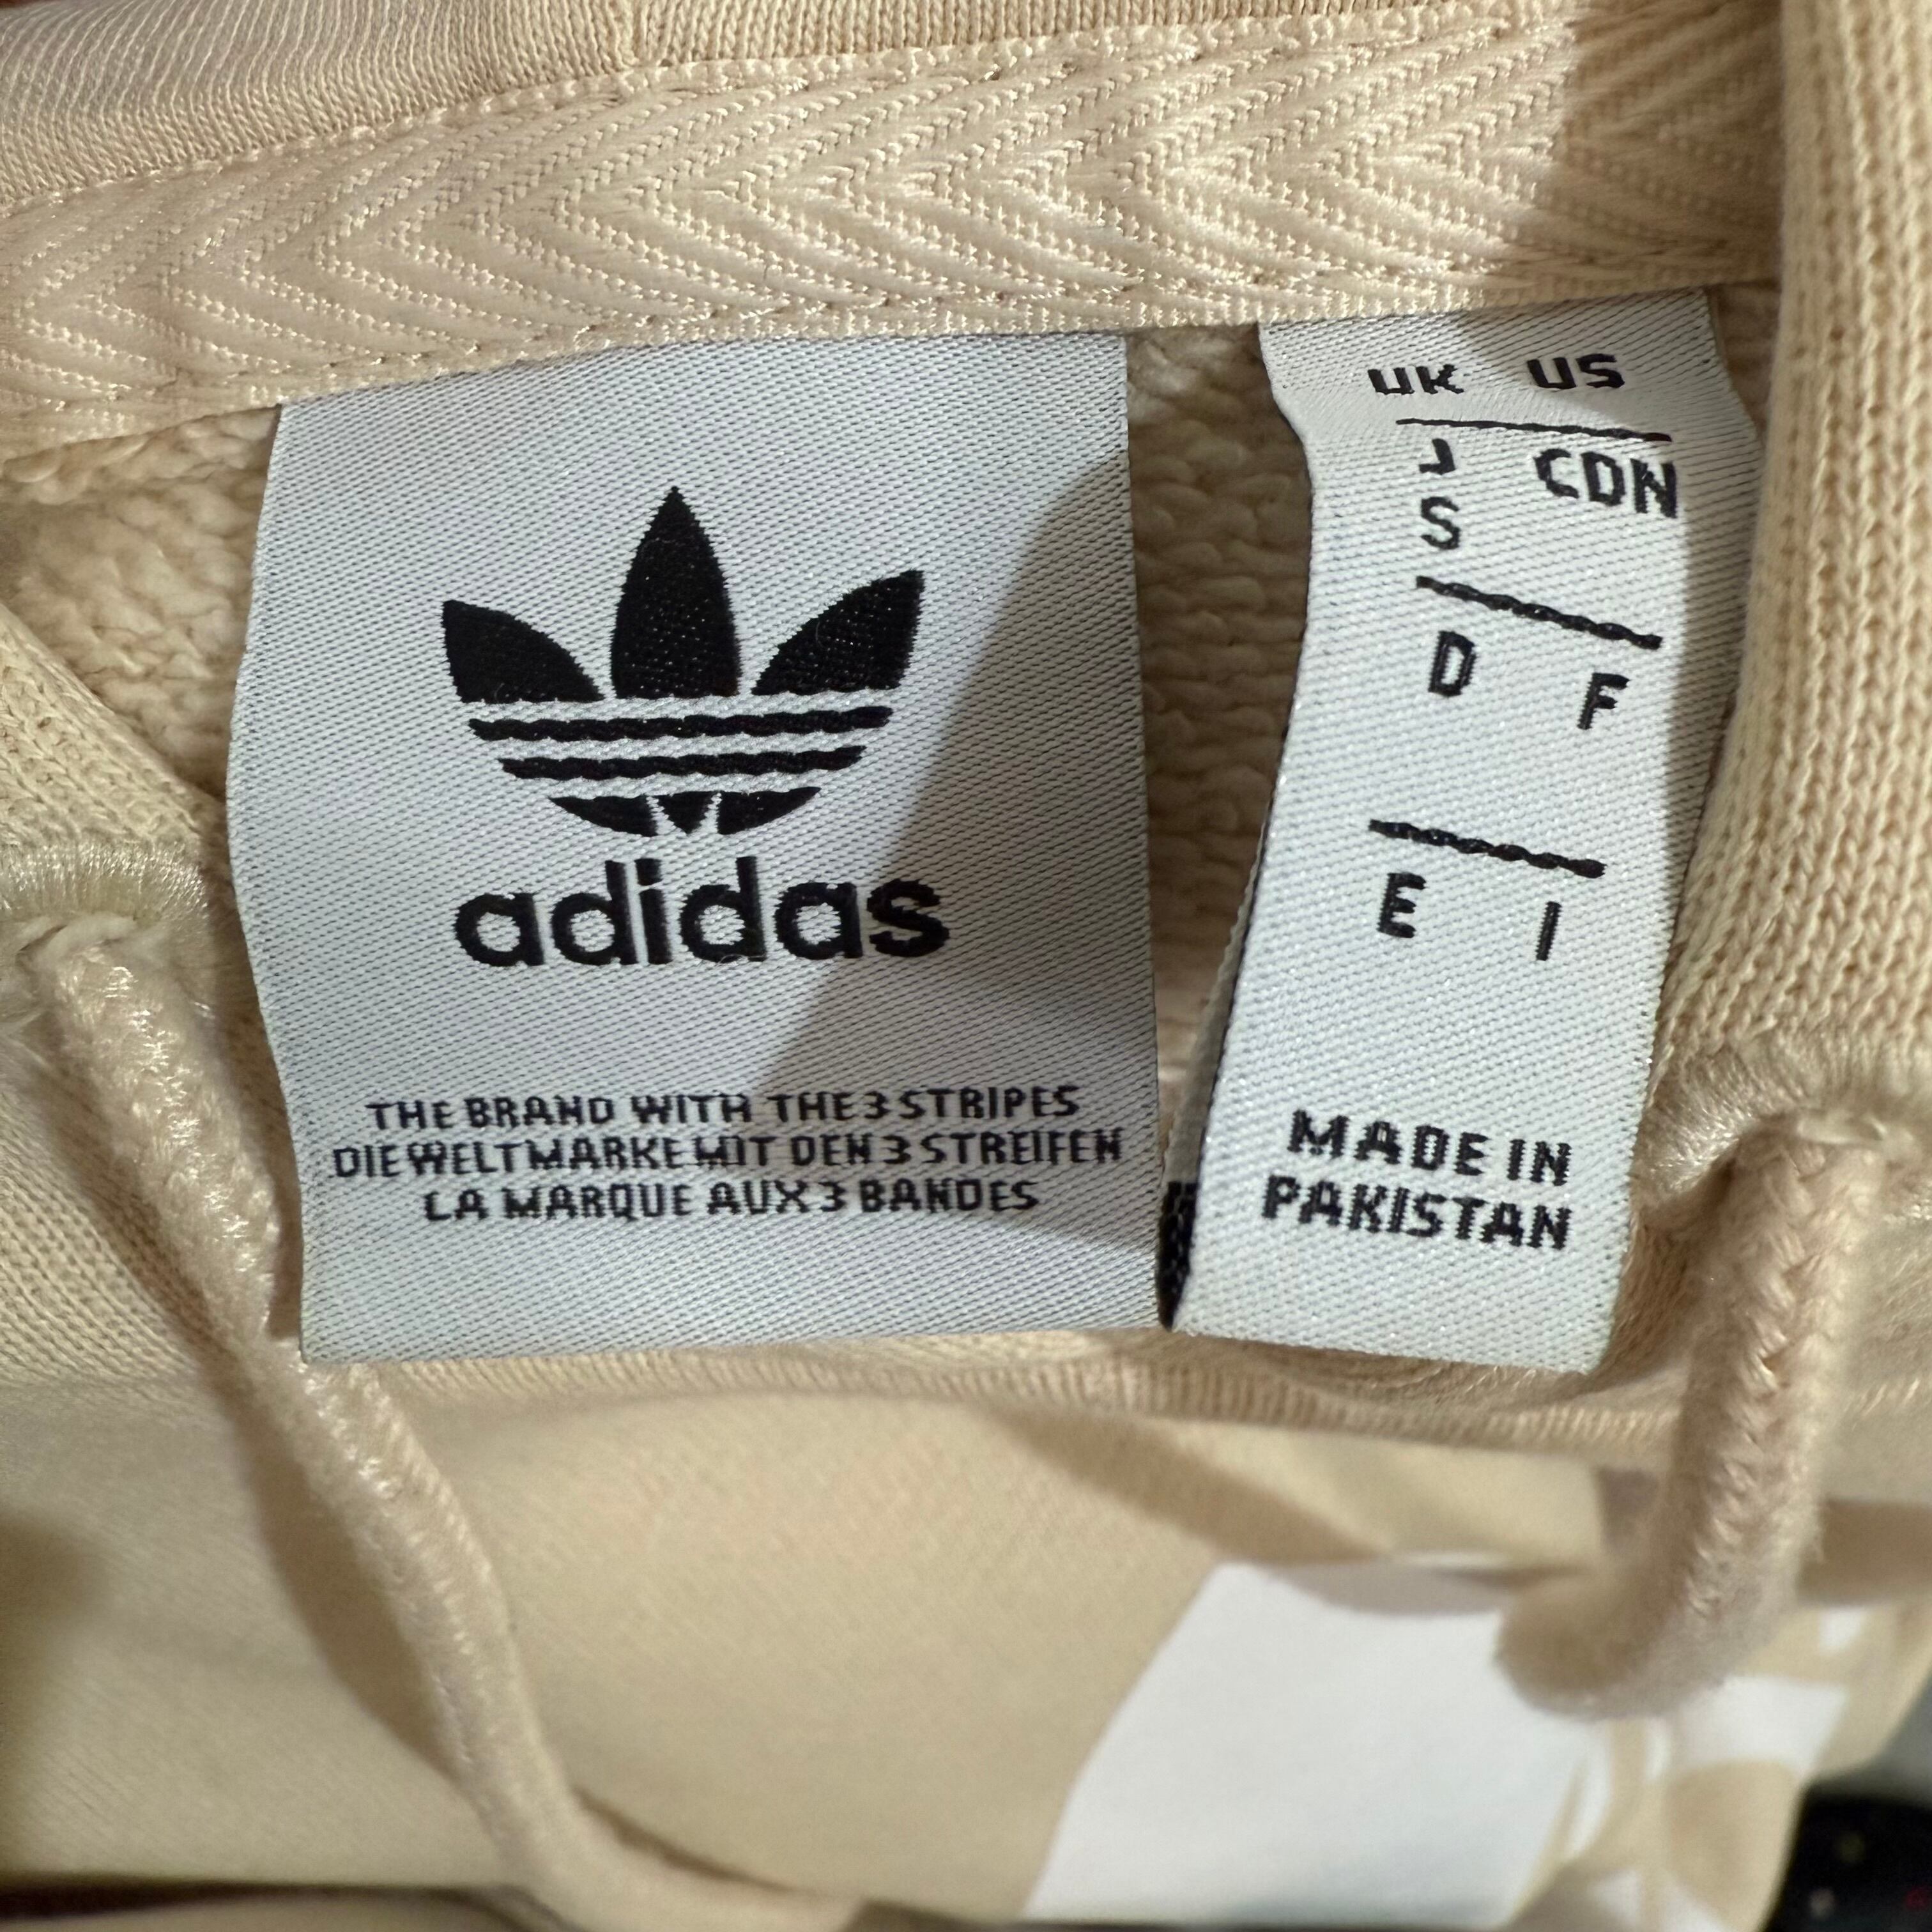 adidas
THE BRAND WITH THE 3 STRIPES
DIE WELTMARKE MIT DEN 3 STREIFEN
LA MARQUE AUX 3 BANDES
UK US
J CDN
S
D F
E I
MADE IN
PAKISTAN